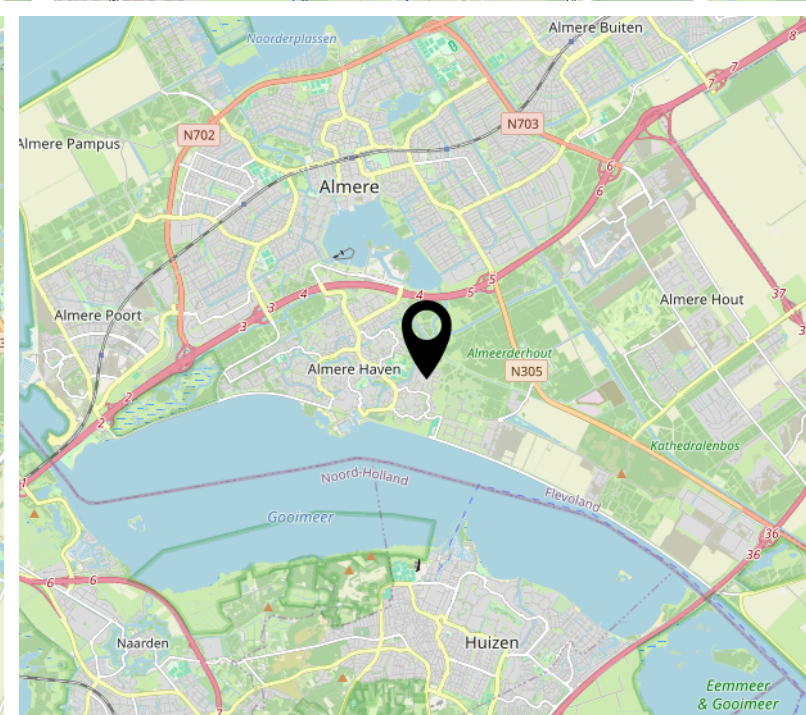 Noorderplassen
Almere Buiten
8
7
7
Almere Pampus
N702
N703
6
6
Almere
5
5
4
4
3
3
37
3
Almere Hout
Almere Poort
Almere Haven
Almeerderhout
N305
2
2
Kathedralenbos
1
Noord-Holland
Flevoland
Gooimeer
36
36
6
6
Naarden
Huizen
7
Eemmeer
& Gooimeer